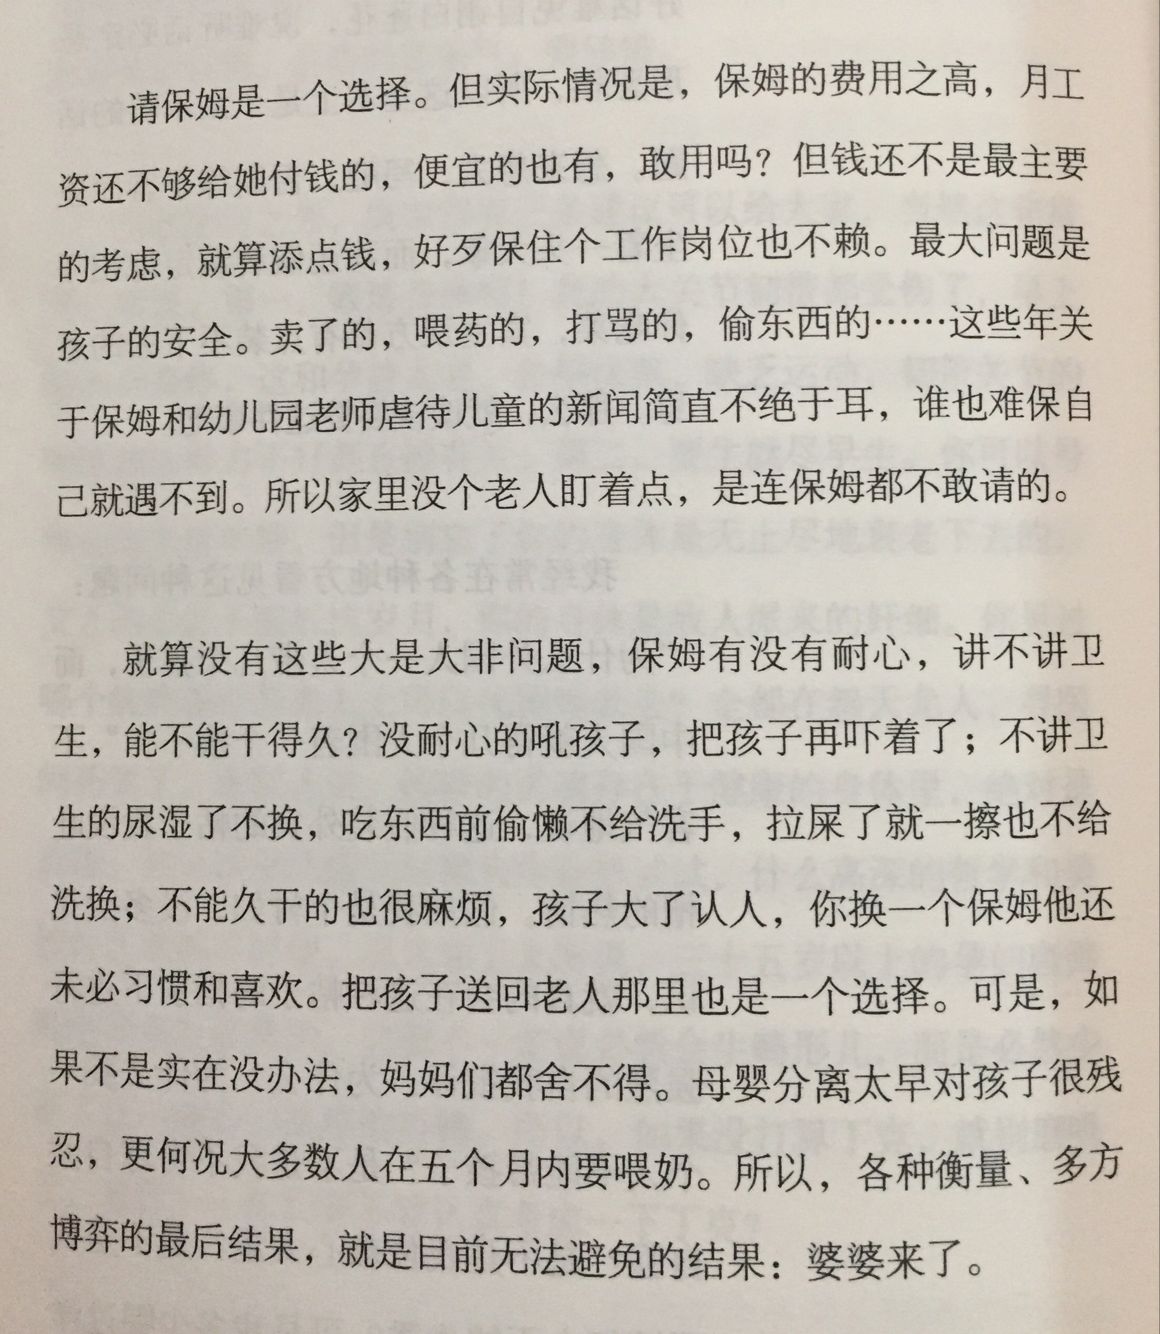 请保姆是一个选择。但实际情况是，保姆的费用之高，月工
资还不够给她付钱的，便宜的也有，敢用吗？但钱还不是最主要
的考虑，就算添点钱，好歹保住个工作岗位也不赖。最大问题是
孩子的安全。卖了的，喂药的，打骂的，偷东西的……这些年关
于保姆和幼儿园老师虐待儿童的新闻简直不绝于耳，谁也难保自
己就遇不到。所以家里没个老人盯着点，是连保姆都不敢请的。
就算没有这些大是大非问题，保姆有没有耐心，讲不讲卫
生，能不能干得久？没耐心的吼孩子，把孩子再吓着了；不讲卫
生的尿湿了不换，吃东西前偷懒不给洗手，拉屎了就一擦也不给
洗换；不能久干的也很麻烦，孩子大了认人，你换一个保姆他还
未必习惯和喜欢。把孩子送回老人那里也是一个选择。可是，如
果不是实在没办法，妈妈们都舍不得。母婴分离太早对孩子很残
忍，更何况大多数人在五个月内要喂奶。所以，各种衡量、多方
博弈的最后结果，就是目前无法避免的结果：婆婆来了。